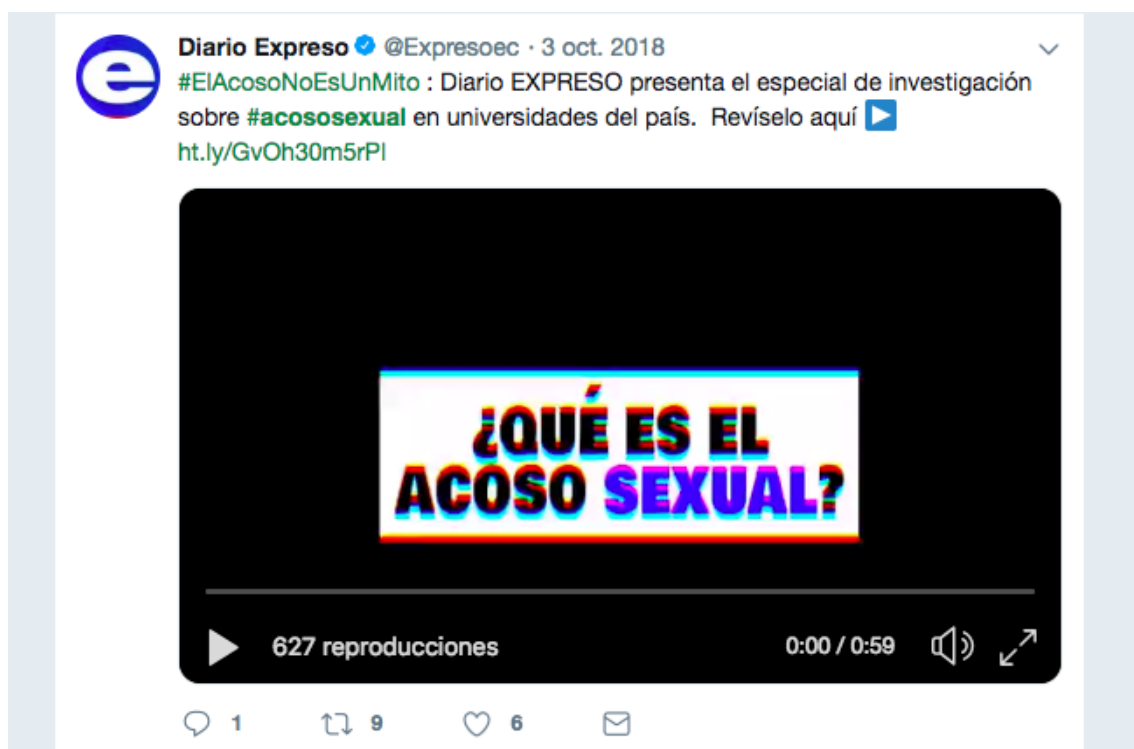 Diario Expreso @Expresoec · 3 oct. 2018
#ElAcosoNoEsUnMito : Diario EXPRESO presenta el especial de investigación
sobre #acososexual en universidades del país. Revíselo aquí ▶
ht.ly/GvOh30m5rPl
¿QUÉ ES EL
ACOSO SEXUAL?
627 reproducciones 0:00 / 0:59
1 9 6